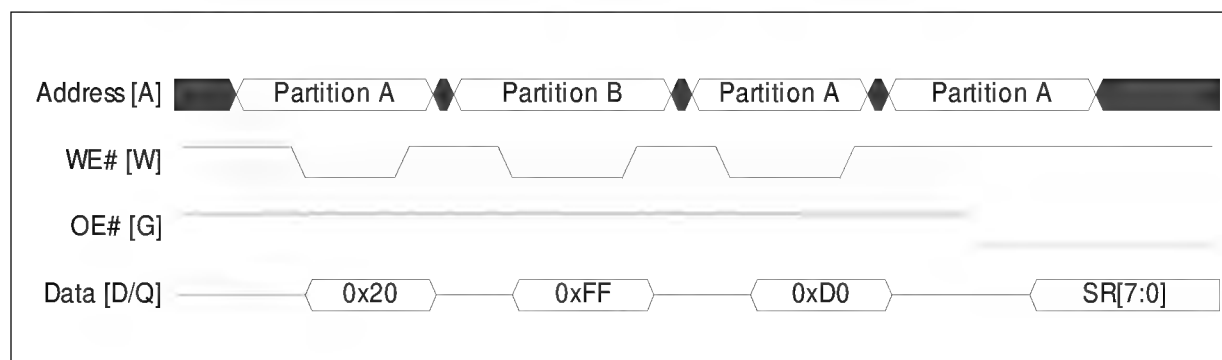 Address [A] Partition A Partition B Partition A Partition A
WE# [W]
OE# [G]
Data [D/Q] 0x20 0xFF 0xD0 SR[7:0]